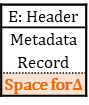 E: Header
Metadata
Record
Space for Δ